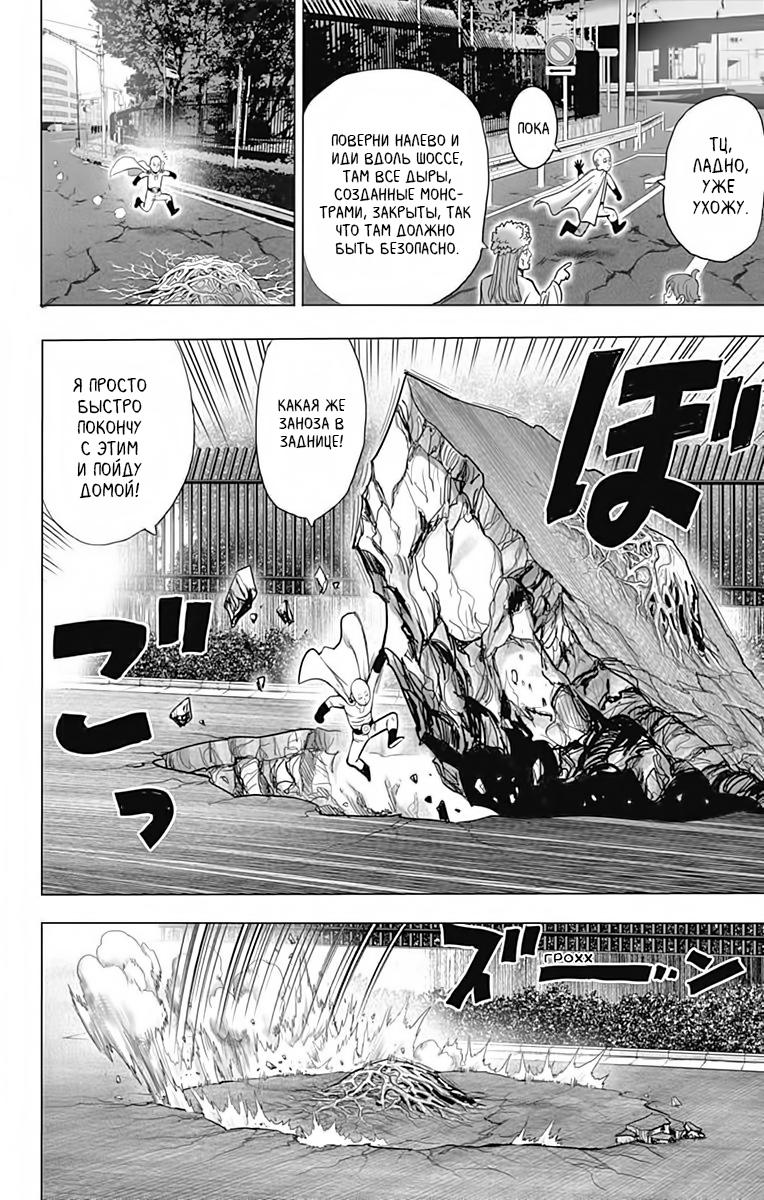 ТЦ,
ЛАДНО,
УЖЕ
УХОЖУ.
ПОКА
ПОВЕРНИ НАЛЕВО И
ИДИ ВДОЛЬ ШОССЕ,
ТАМ ВСЕ ДЫРЫ,
СОЗДАННЫЕ МОНС-
ТРАМИ, ЗАКРЫТЫ, ТАК
ЧТО ТАМ ДОЛЖНО
БЫТЬ БЕЗОПАСНО.
ぼ゛
КАКАЯ ЖЕ
ЗАНОЗА В
ЗАДНИЦЕ!
Я ПРОСТО
БЫСТРО
ПОКОНЧУ
С ЭТИМ
И ПОЙДУ
ДОМОЙ!
ズーン
ГРОХХ